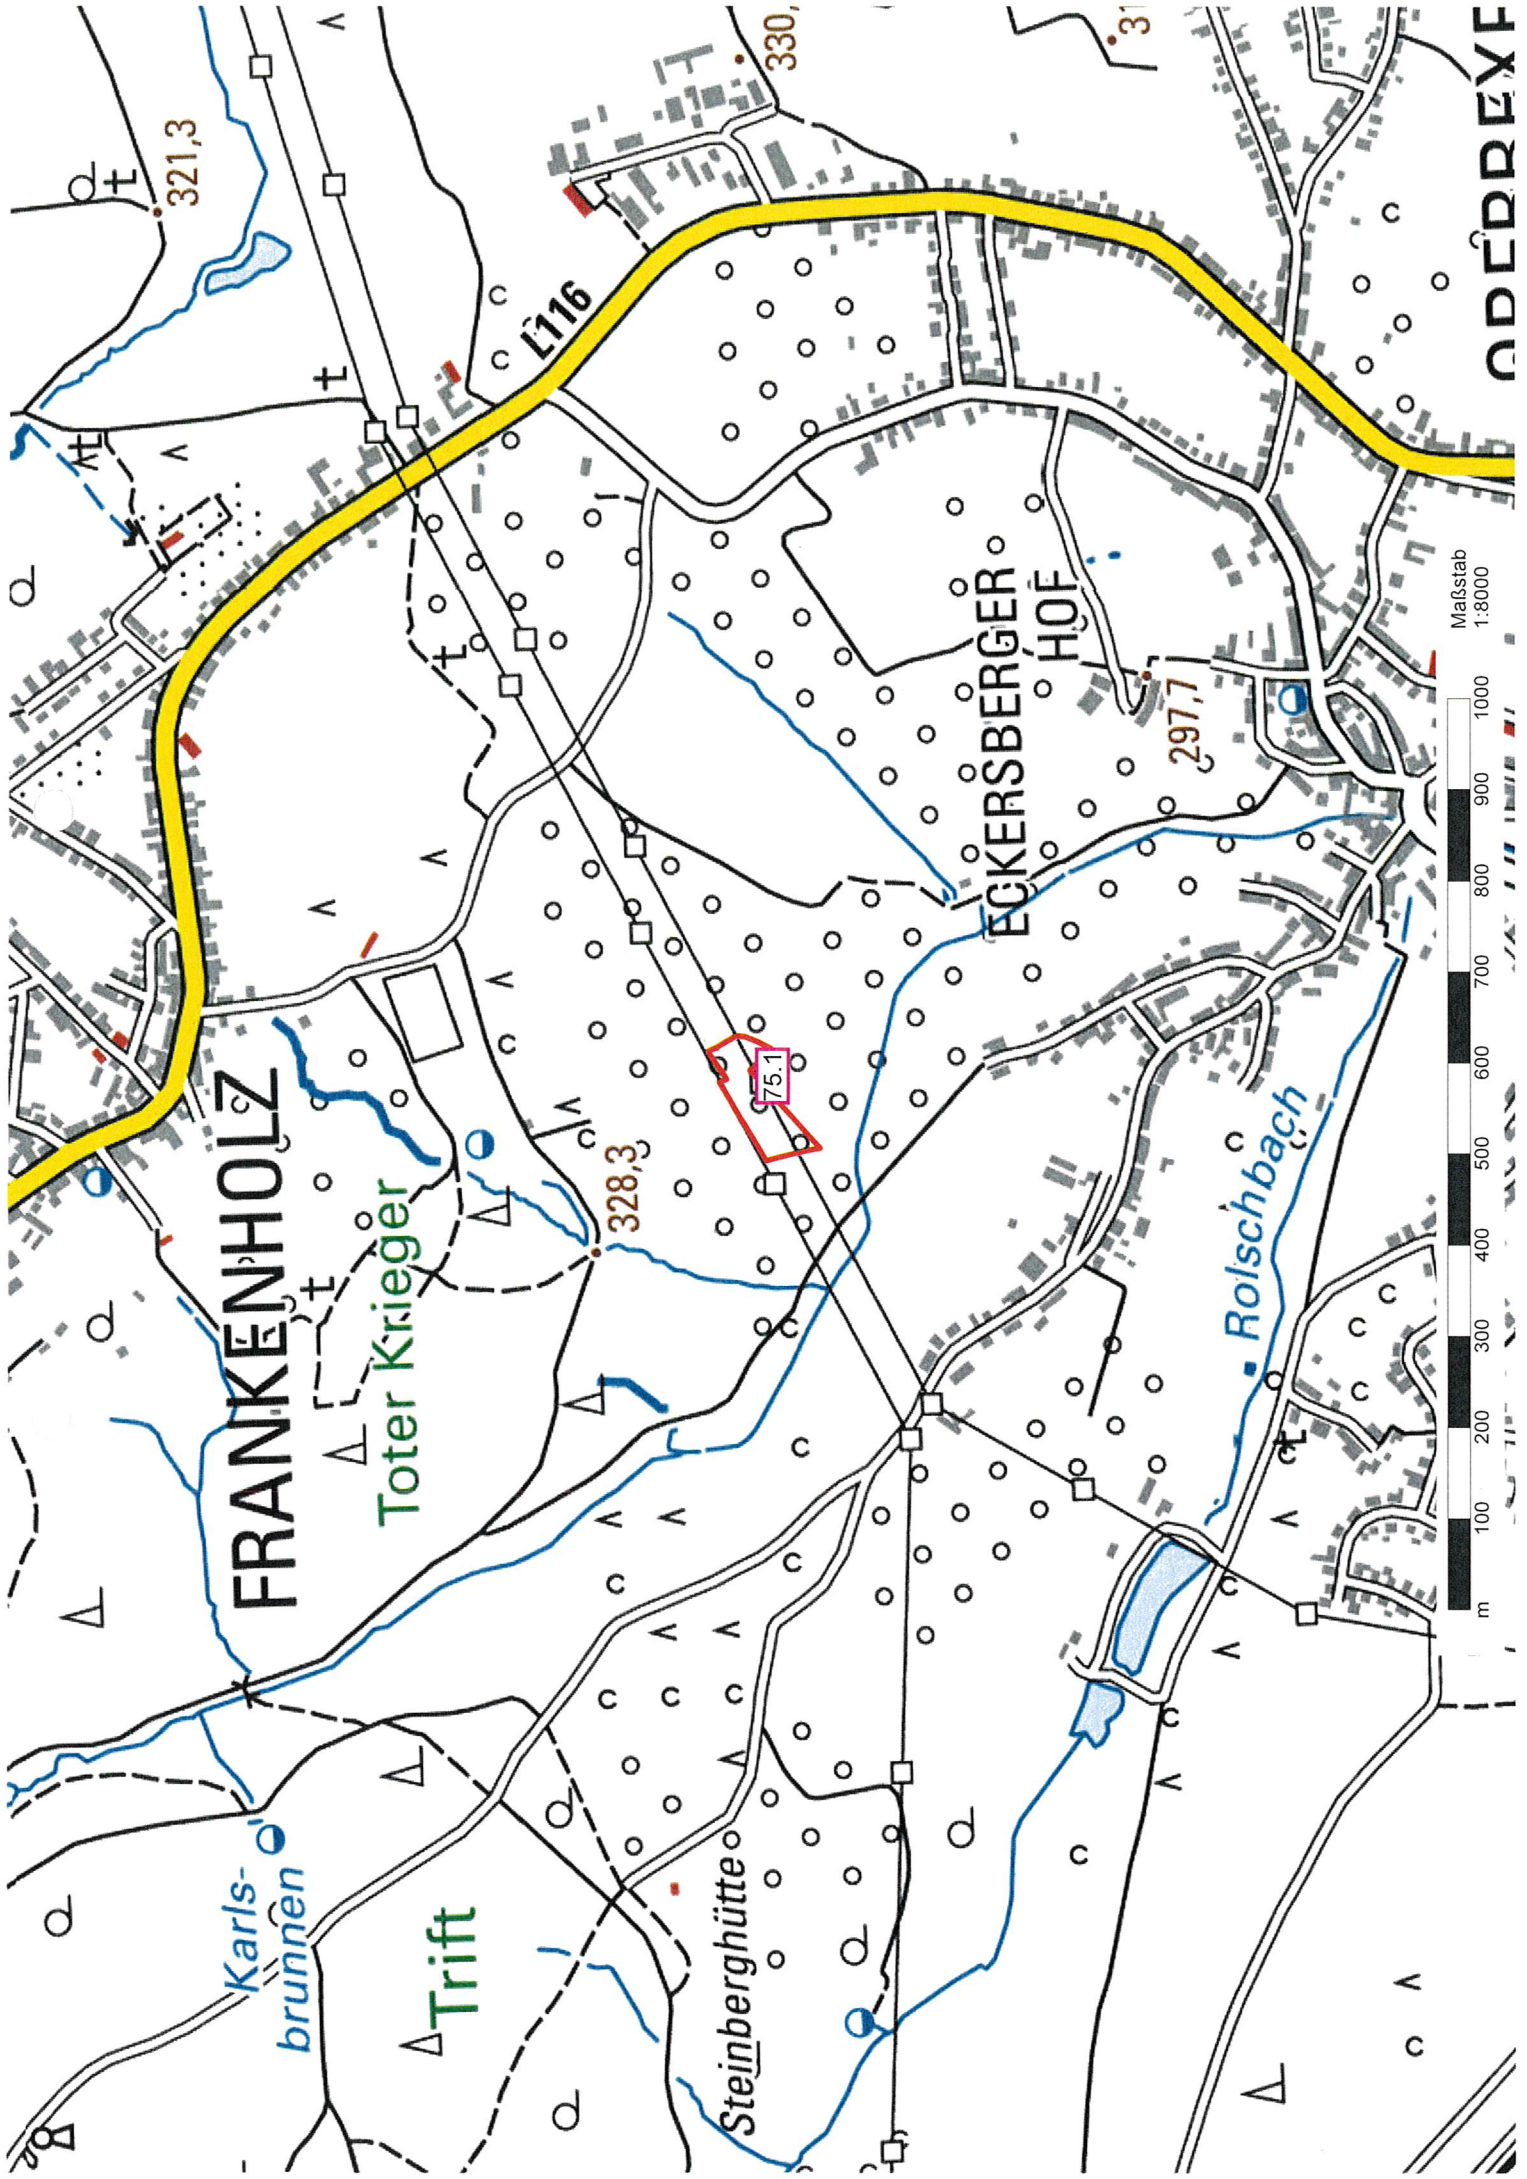 321,3
330,
31
L116
FRANKENHOLZ
Toter Krieger
328,3
75.1
ECKERSBERGER
HOF
297,7
Karls-
brunnen
Trift
Steinberghütte
Rolschbach
Maßstab
1:8000
m 100 200 300 400 500 600 700 800 900 1000